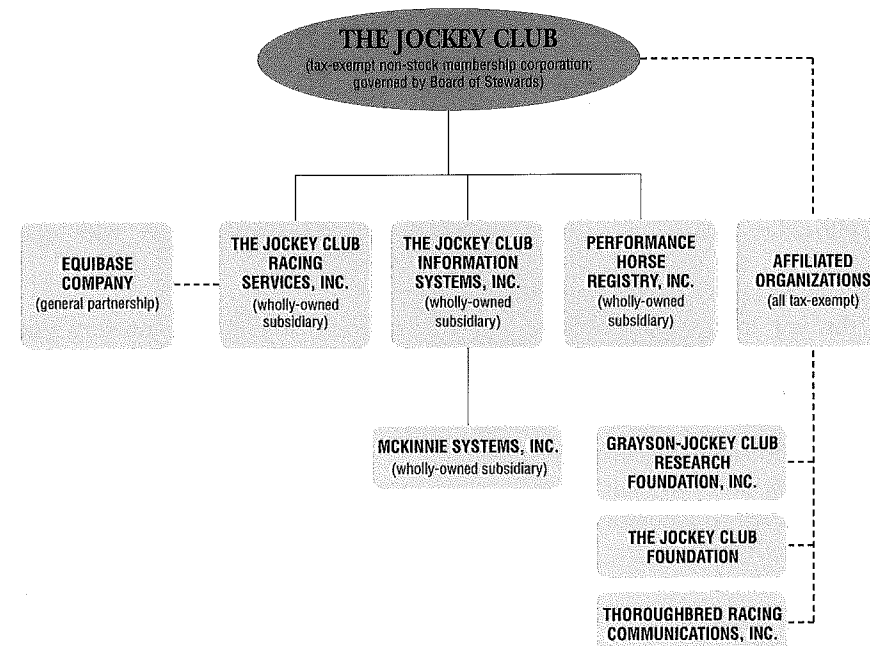 THE JOCKEY CLUB
(tax-exempt non-stock membership corporation;
governed by Board of Stewards)
EQUIBASE
COMPANY
(general partnership)
THE JOCKEY CLUB
RACING
SERVICES, INC.
(wholly-owned
subsidiary)
THE JOCKEY CLUB
INFORMATION
SYSTEMS, INC.
(wholly-owned
subsidiary)
PERFORMANCE
HORSE
REGISTRY, INC.
(wholly-owned
subsidiary)
AFFILIATED
ORGANIZATIONS
(all tax-exempt)
MCKINNIE SYSTEMS, INC.
(wholly-owned subsidiary)
GRAYSON-JOCKEY CLUB
RESEARCH
FOUNDATION, INC.
THE JOCKEY CLUB
FOUNDATION
THOROUGHBRED RACING
COMMUNICATIONS, INC.